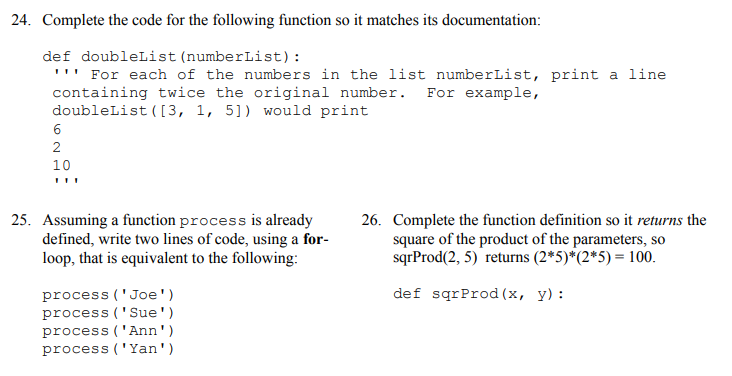 24. Complete the code for the following function so it matches its documentation:
def doubleList(numberList):
''' For each of the numbers in the list numberList, print a line
containing twice the original number. For example,
doubleList([3, 1, 5]) would print
6
2
10
'''
25. Assuming a function process is already
defined, write two lines of code, using a for-
loop, that is equivalent to the following:
process('Joe')
process('Sue')
process('Ann')
process('Yan')
26. Complete the function definition so it returns the
square of the product of the parameters, so
sqrProd(2, 5) returns (2*5)*(2*5) = 100.
def sqrProd(x, y):